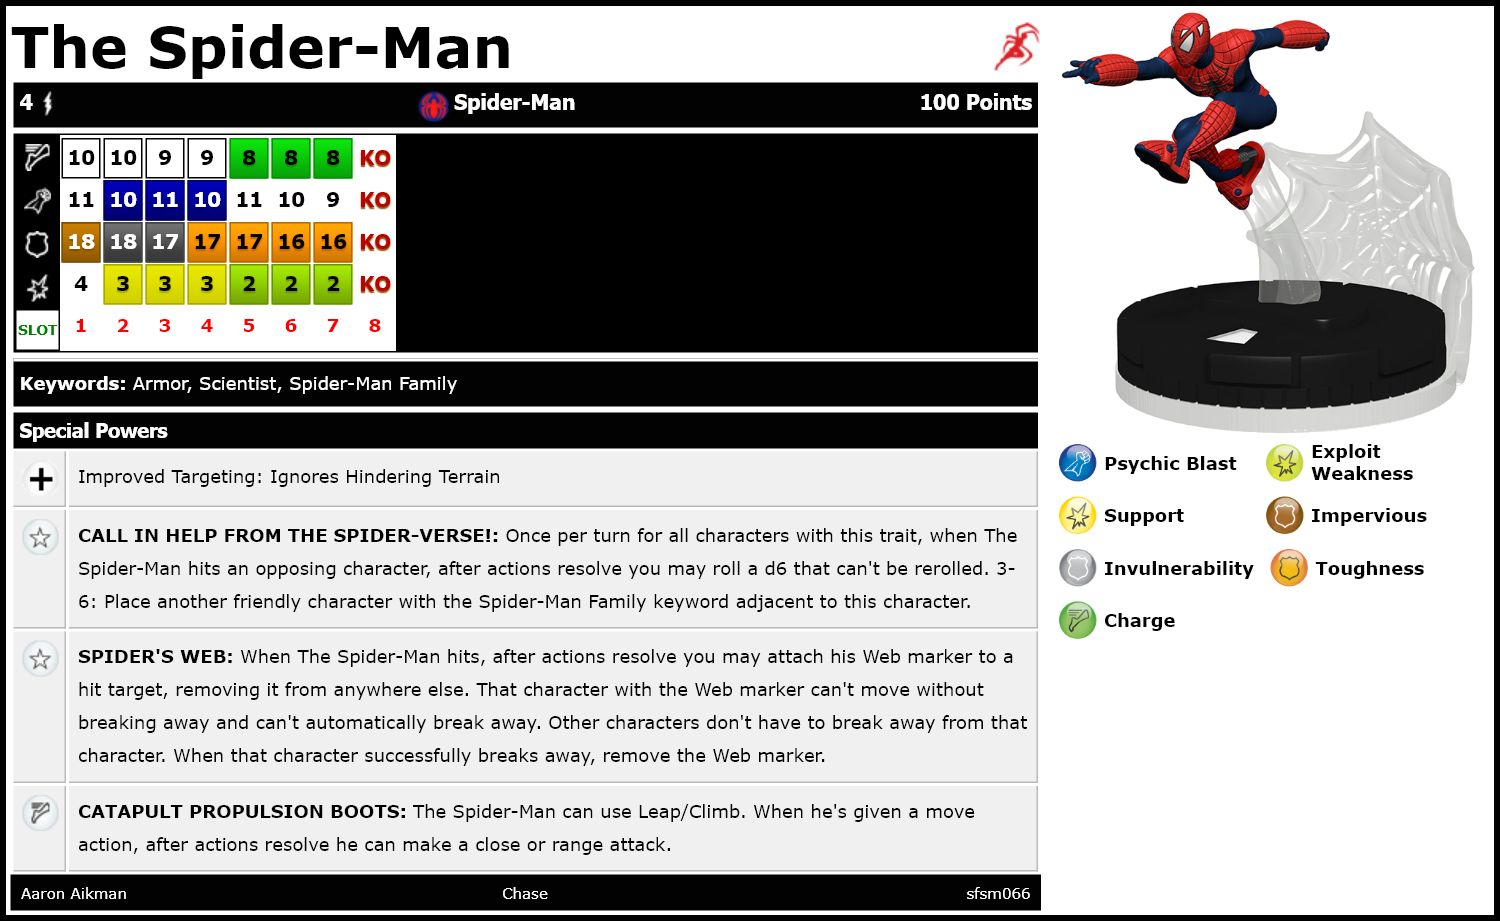 The Spider-Man
4 Spider-Man 100 Points
10 10 9 9 8 8 8 KO
11 10 11 10 11 10 9 KO
18 18 17 17 17 16 16 KO
4 3 3 3 2 2 2 KO
SLOT 1 2 3 4 5 6 7 8
Keywords: Armor, Scientist, Spider-Man Family
Special Powers
Improved Targeting: Ignores Hindering Terrain
CALL IN HELP FROM THE SPIDER-VERSE!: Once per turn for all characters with this trait, when The
Spider-Man hits an opposing character, after actions resolve you may roll a d6 that can't be rerolled. 3-
6: Place another friendly character with the Spider-Man Family keyword adjacent to this character.
SPIDER'S WEB: When The Spider-Man hits, after actions resolve you may attach his Web marker to a
hit target, removing it from anywhere else. That character with the Web marker can't move without
breaking away and can't automatically break away. Other characters don't have to break away from that
character. When that character successfully breaks away, remove the Web marker.
CATAPULT PROPULSION BOOTS: The Spider-Man can use Leap/Climb. When he's given a move
action, after actions resolve he can make a close or range attack.
Aaron Aikman Chase sfsm066
Psychic Blast
Exploit
Weakness
Support
Impervious
Invulnerability
Toughness
Charge